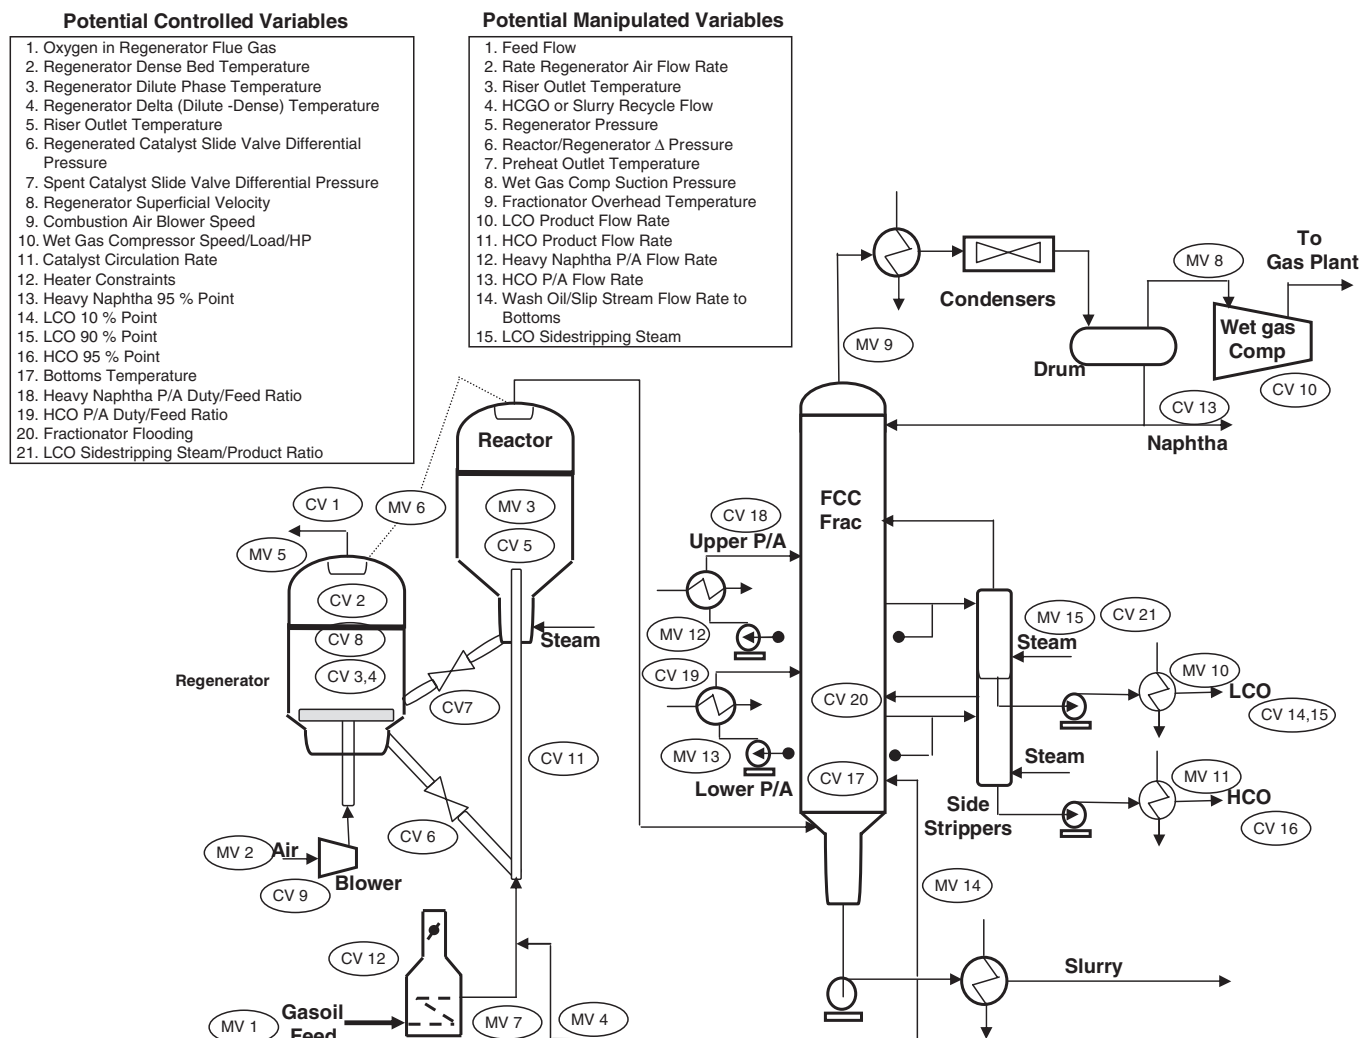 Potential Controlled Variables
1. Oxygen in Regenerator Flue Gas
2. Regenerator Dense Bed Temperature
3. Regenerator Dilute Phase Temperature
4. Regenerator Delta (Dilute -Dense) Temperature
5. Riser Outlet Temperature
6. Regenerated Catalyst Slide Valve Differential
Pressure
7. Spent Catalyst Slide Valve Differential Pressure
8. Regenerator Superficial Velocity
9. Combustion Air Blower Speed
10. Wet Gas Compressor Speed/Load/HP
11. Catalyst Circulation Rate
12. Heater Constraints
13. Heavy Naphtha 95 % Point
14. LCO 10 % Point
15. LCO 90 % Point
16. HCO 95 % Point
17. Bottoms Temperature
18. Heavy Naphtha P/A Duty/Feed Ratio
19. HCO P/A Duty/Feed Ratio
20. Fractionator Flooding
21. LCO Sidestripping Steam/Product Ratio
Potential Manipulated Variables
1. Feed Flow
2. Rate Regenerator Air Flow Rate
3. Riser Outlet Temperature
4. HCGO or Slurry Recycle Flow
5. Regenerator Pressure
6. Reactor/Regenerator Δ Pressure
7. Preheat Outlet Temperature
8. Wet Gas Comp Suction Pressure
9. Fractionator Overhead Temperature
10. LCO Product Flow Rate
11. HCO Product Flow Rate
12. Heavy Naphtha P/A Flow Rate
13. HCO P/A Flow Rate
14. Wash Oil/Slip Stream Flow Rate to
Bottoms
15. LCO Sidestripping Steam
To
Gas Plant
MV 8
Condensers
Wet gas
Comp
MV 9
Drum
CV 10
CV 13
Naphtha
Reactor
CV 1
MV 6
MV 3
CV 5
MV 5
CV 2
CV 8
CV 3,4
Regenerator
Steam
CV7
CV 11
CV 6
MV 2
Air
CV 9
Blower
CV 12
Gasoil
Feed
MV 1
MV 7
MV 4
FCC
Frac
CV 18
Upper P/A
MV 12
CV 19
MV 13
Lower P/A
CV 20
CV 17
MV 15
CV 21
Steam
MV 10
LCO
CV 14,15
Steam
MV 11
HCO
CV 16
Side
Strippers
MV 14
Slurry